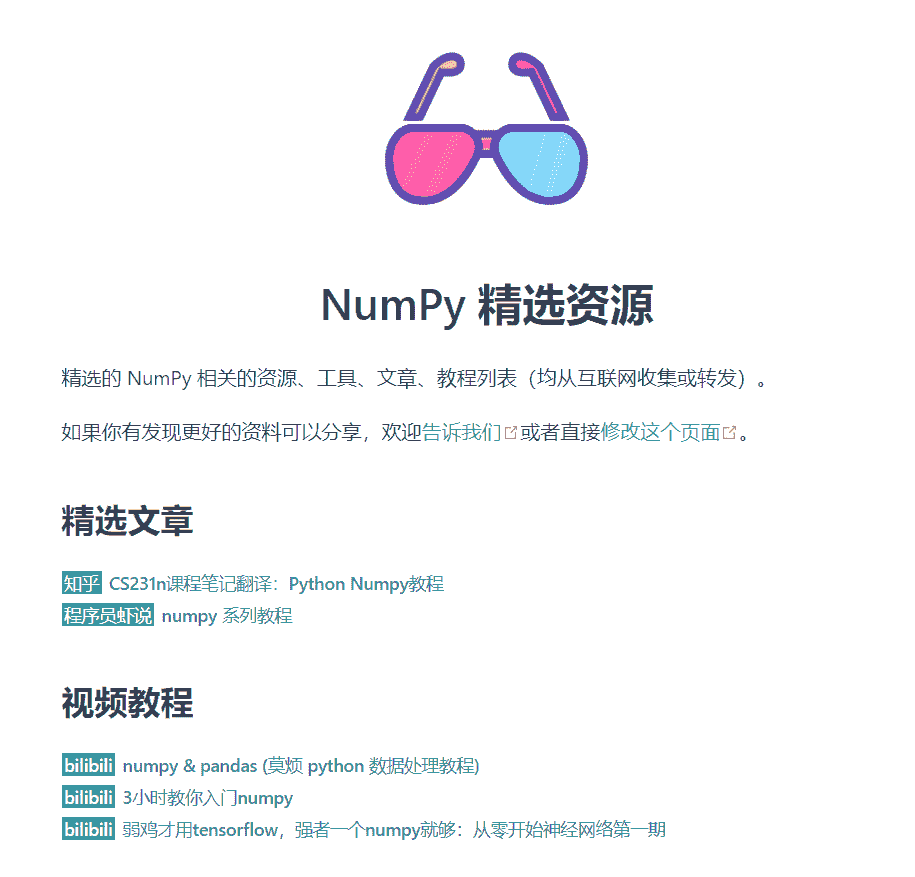 NumPy 精选资源
精选的 NumPy 相关的资源、工具、文章、教程列表（均从互联网收集或转发）。
如果你有发现更好的资料可以分享，欢迎告诉我们或者直接修改这个页面。
精选文章
知乎 CS231n课程笔记翻译：Python Numpy教程
程序员虾说 numpy 系列教程
视频教程
bilibili numpy & pandas (莫烦 python 数据处理教程)
bilibili 3小时教你入门numpy
bilibili 弱鸡才用tensorflow，强者一个numpy就够：从零开始神经网络第一期